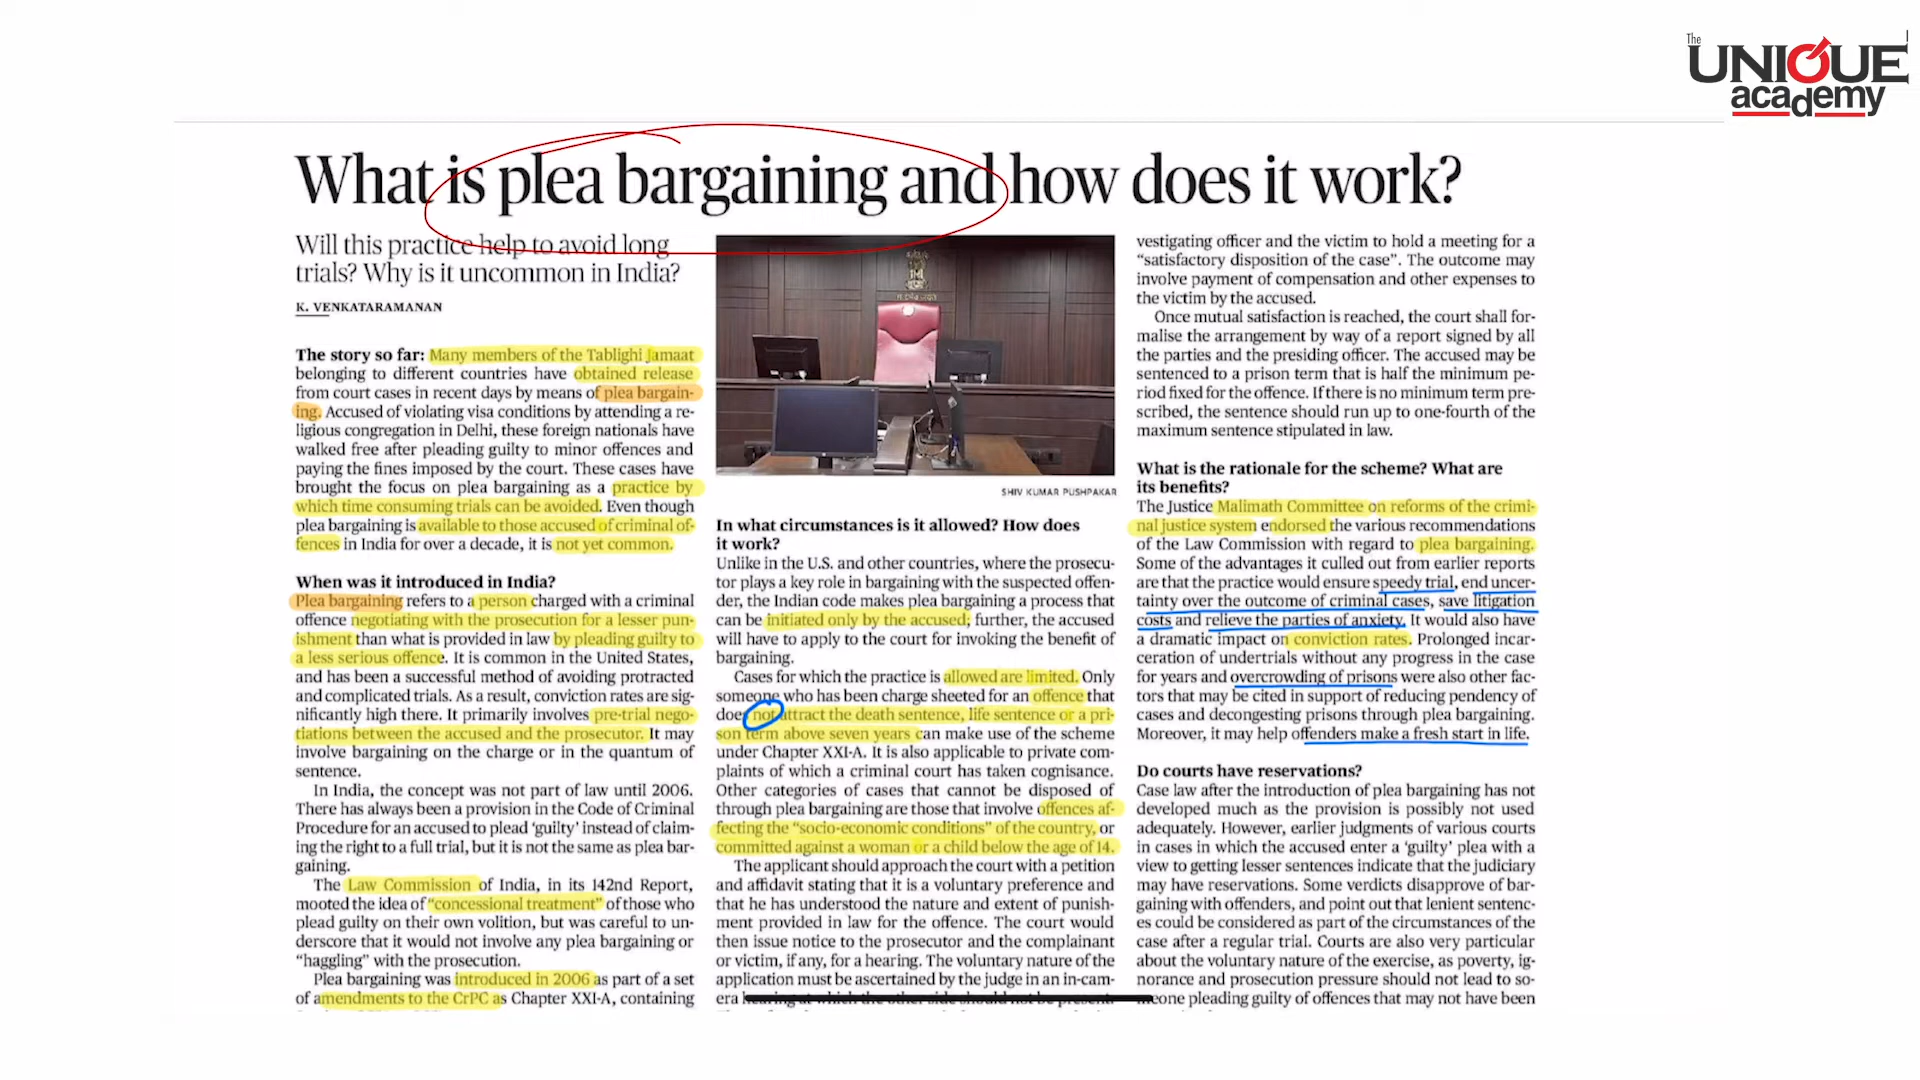 The
UNIQUE
academy
What is plea bargaining and how does it work?
Will this practice help to avoid long
trials? Why is it uncommon in India?
K. VENKATARAMANAN
The story so far: Many members of the Tablighi Jamaat
belonging to different countries have obtained release
from court cases in recent days by means of plea bargain-
ing. Accused of violating visa conditions by attending a re-
ligious congregation in Delhi, these foreign nationals have
walked free after pleading guilty to minor offences and
paying the fines imposed by the court. These cases have
brought the focus on plea bargaining as a practice by
which time consuming trials can be avoided. Even though
plea bargaining is available to those accused of criminal of-
fences in India for over a decade, it is not yet common.
When was it introduced in India?
Plea bargaining refers to a person charged with a criminal
offence negotiating with the prosecution for a lesser pun-
ishment than what is provided in law by pleading guilty to
a less serious offence. It is common in the United States,
and has been a successful method of avoiding protracted
and complicated trials. As a result, conviction rates are sig-
nificantly high there. It primarily involves pre-trial nego-
tiations between the accused and the prosecutor. It may
involve bargaining on the charge or in the quantum of
sentence.
In India, the concept was not part of law until 2006.
There has always been a provision in the Code of Criminal
Procedure for an accused to plead 'guilty' instead of claim-
ing the right to a full trial, but it is not the same as plea bar-
gaining.
The Law Commission of India, in its 142nd Report,
mooted the idea of "concessional treatment" of those who
plead guilty on their own volition, but was careful to un-
derscore that it would not involve any plea bargaining or
"haggling" with the prosecution.
Plea bargaining was introduced in 2006 as part of a set
of amendments to the CrPC as Chapter XXI-A, containing
SHIV KUMAR PUSHPAKAR
In what circumstances is it allowed? How does
it work?
Unlike in the U.S. and other countries, where the prosecu-
tor plays a key role in bargaining with the suspected offen-
der, the Indian code makes plea bargaining a process that
can be initiated only by the accused; further, the accused
will have to apply to the court for invoking the benefit of
bargaining.
Cases for which the practice is allowed are limited. Only
someone who has been charge sheeted for an offence that
does not attract the death sentence, life sentence or a pri-
son term above seven years can make use of the scheme
under Chapter XXI-A. It is also applicable to private com-
plaints of which a criminal court has taken cognisance.
Other categories of cases that cannot be disposed of
through plea bargaining are those that involve offences af-
fecting the "socio-economic conditions" of the country, or
committed against a woman or a child below the age of 14.
The applicant should approach the court with a petition
and affidavit stating that it is a voluntary preference and
that he has understood the nature and extent of punish-
ment provided in law for the offence. The court would
then issue notice to the prosecutor and the complainant
or victim, if any, for a hearing. The voluntary nature of the
application must be ascertained by the judge in an in-cam-
era hearing at which the other side should not be present.
vestigating officer and the victim to hold a meeting for a
"satisfactory disposition of the case". The outcome may
involve payment of compensation and other expenses to
the victim by the accused.
Once mutual satisfaction is reached, the court shall for-
malise the arrangement by way of a report signed by all
the parties and the presiding officer. The accused may be
sentenced to a prison term that is half the minimum pe-
riod fixed for the offence. If there is no minimum term pre-
scribed, the sentence should run up to one-fourth of the
maximum sentence stipulated in law.
What is the rationale for the scheme? What are
its benefits?
The Justice Malimath Committee on reforms of the crimi-
nal justice system endorsed the various recommendations
of the Law Commission with regard to plea bargaining.
Some of the advantages it culled out from earlier reports
are that the practice would ensure speedy trial, end uncer-
tainty over the outcome of criminal cases, save litigation
costs and relieve the parties of anxiety. It would also have
a dramatic impact on conviction rates. Prolonged incar-
ceration of undertrials without any progress in the case
for years and overcrowding of prisons were also other fac-
tors that may be cited in support of reducing pendency of
cases and decongesting prisons through plea bargaining.
Moreover, it may help offenders make a fresh start in life.
Do courts have reservations?
Case law after the introduction of plea bargaining has not
developed much as the provision is possibly not used
adequately. However, earlier judgments of various courts
in cases in which the accused enter a 'guilty' plea with a
view to getting lesser sentences indicate that the judiciary
may have reservations. Some verdicts disapprove of bar-
gaining with offenders, and point out that lenient sentenc-
es could be considered as part of the circumstances of the
case after a regular trial. Courts are also very particular
about the voluntary nature of the exercise, as poverty, ig-
norance and prosecution pressure should not lead to so-
meone pleading guilty of offences that may not have been